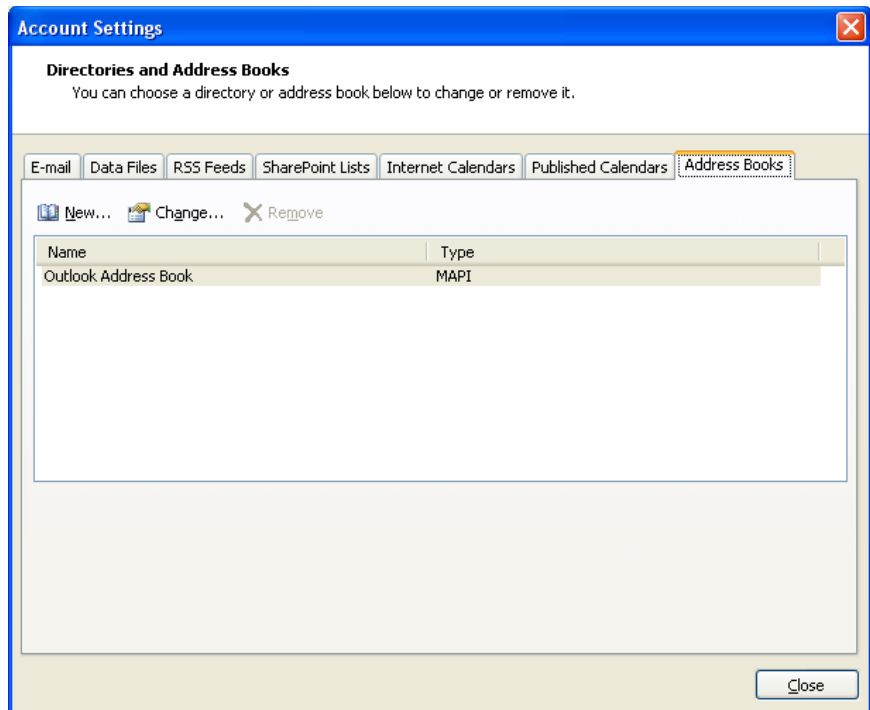 Account Settings
Directories and Address Books
You can choose a directory or address book below to change or remove it.
E-mail Data Files RSS Feeds SharePoint Lists Internet Calendars Published Calendars Address Books
New... Change... Remove
Name Type
Outlook Address Book MAPI
Close